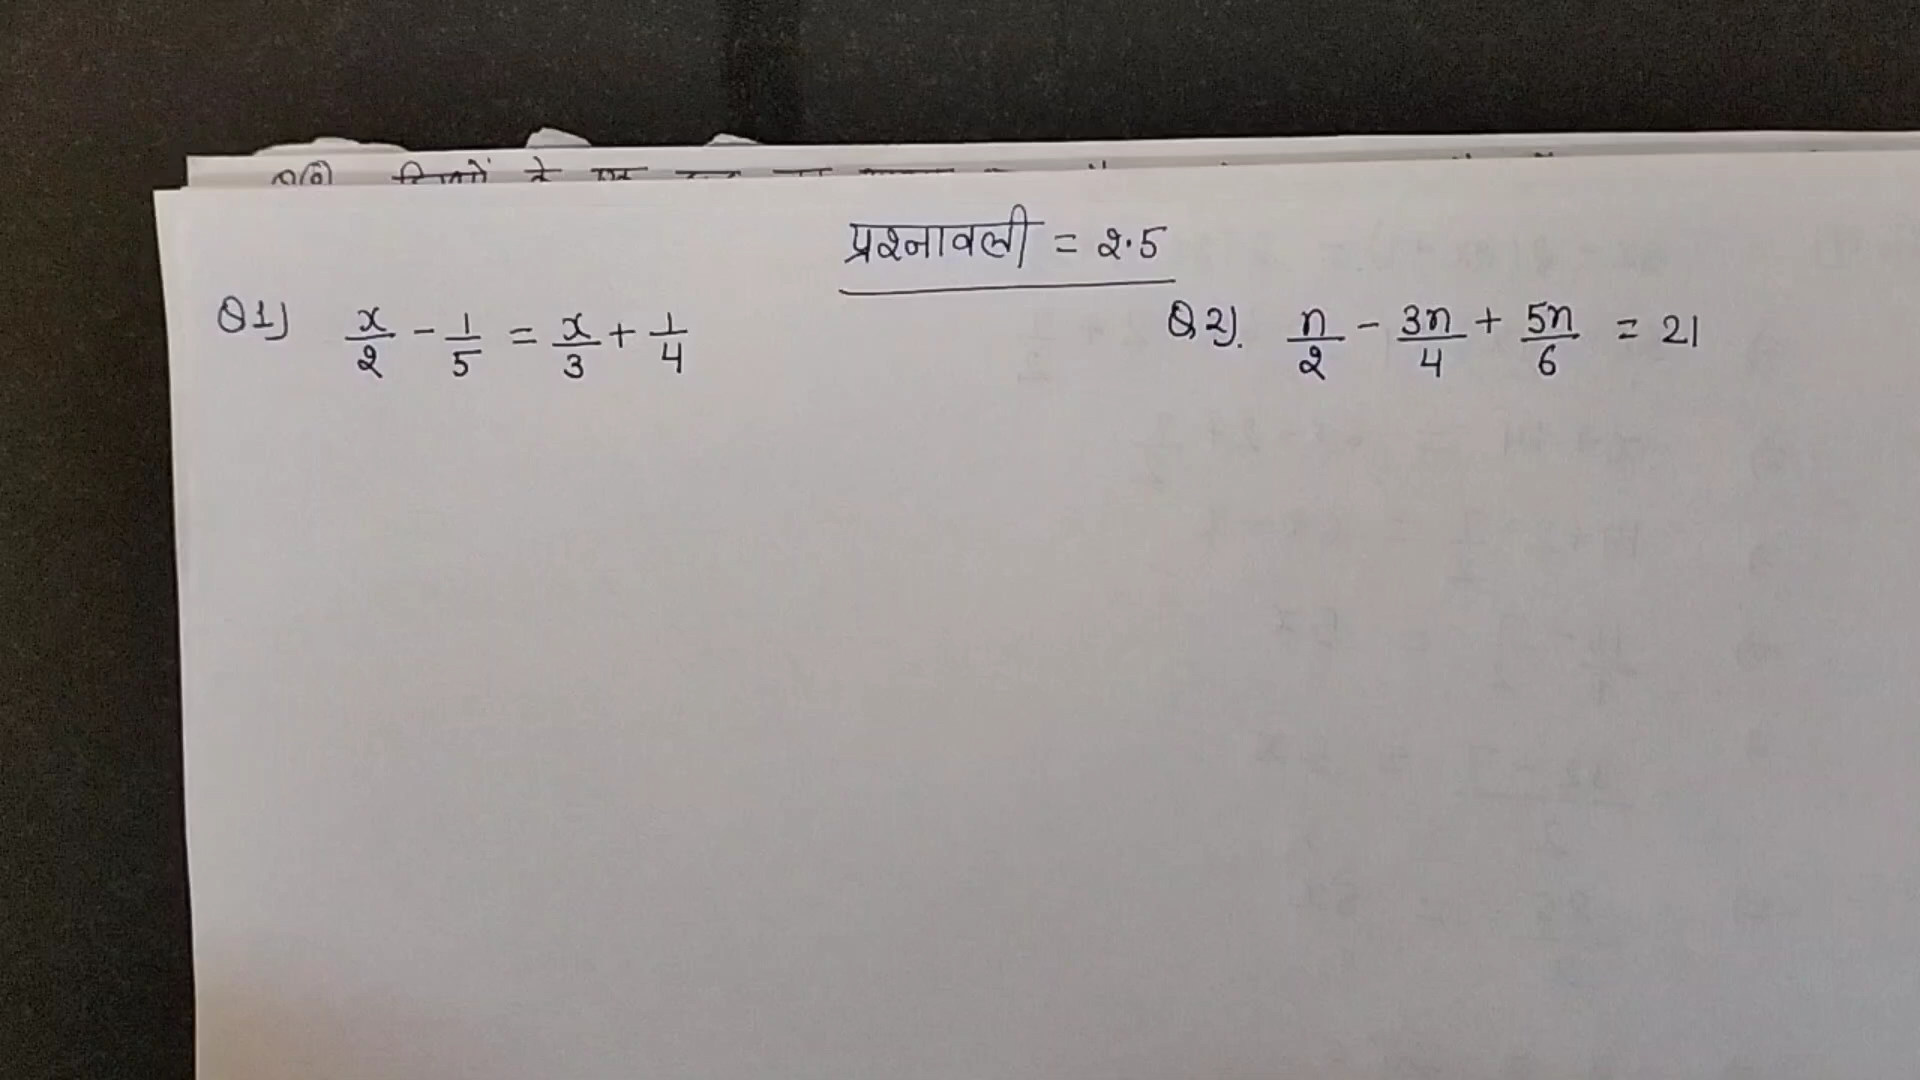 प्रश्नावली = 2.5
Q1) x/2 - 1/5 = x/3 + 1/4
Q2). n/2 - 3n/4 + 5n/6 = 21